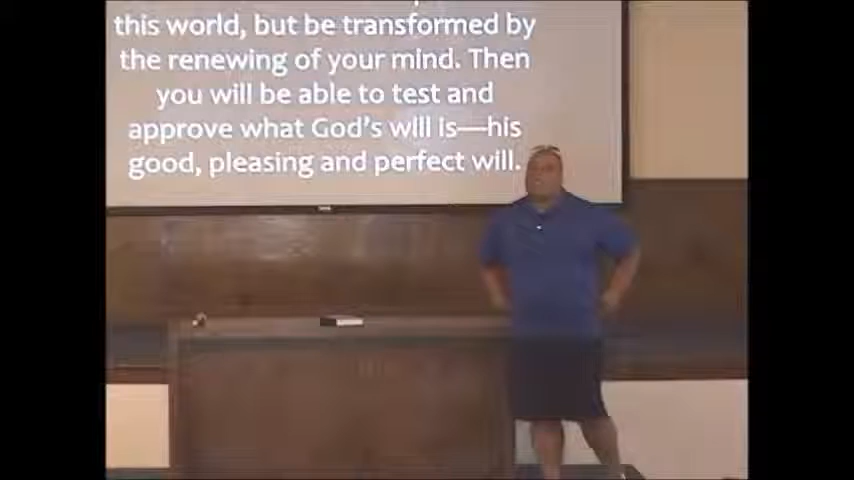 this world, but be transformed by
the renewing of your mind. Then
you will be able to test and
approve what God's will is—his
good, pleasing and perfect will.